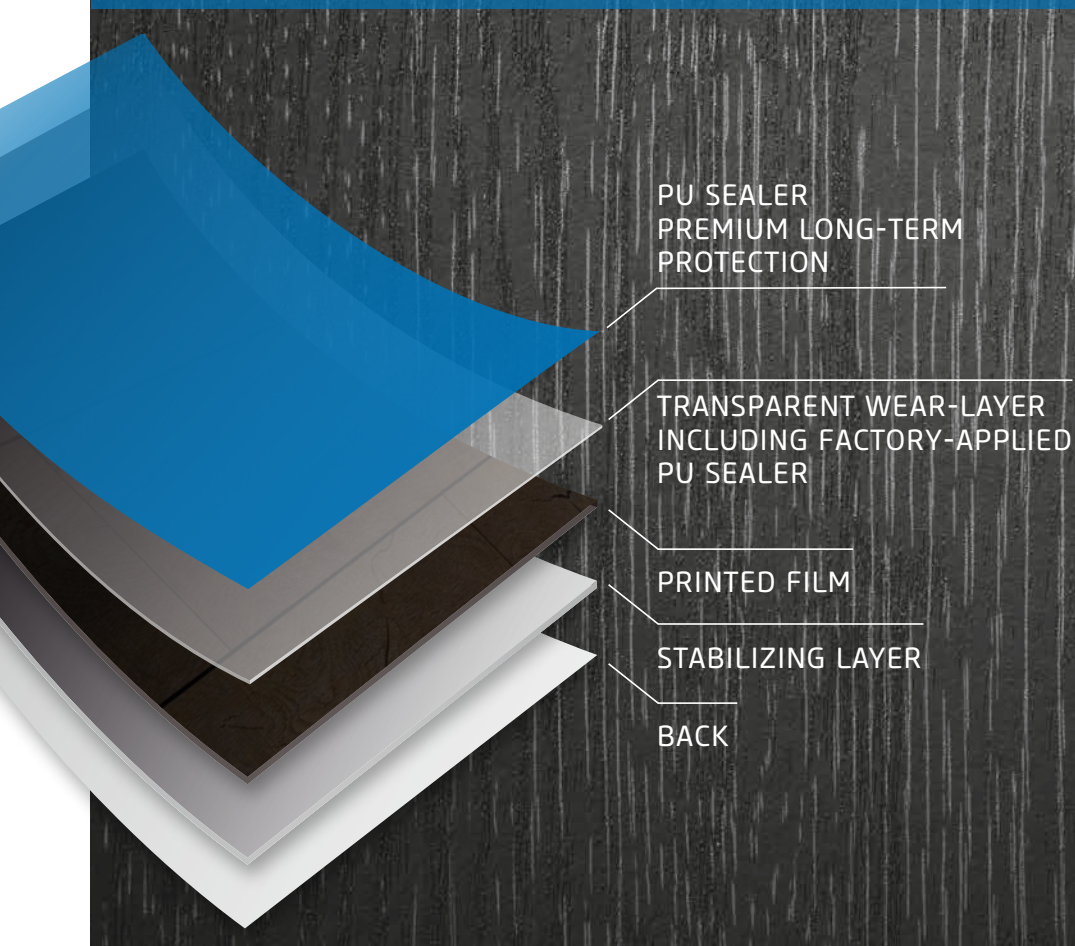 PU SEALER
PREMIUM LONG-TERM
PROTECTION
TRANSPARENT WEAR-LAYER
INCLUDING FACTORY-APPLIED
PU SEALER
PRINTED FILM
STABILIZING LAYER
BACK